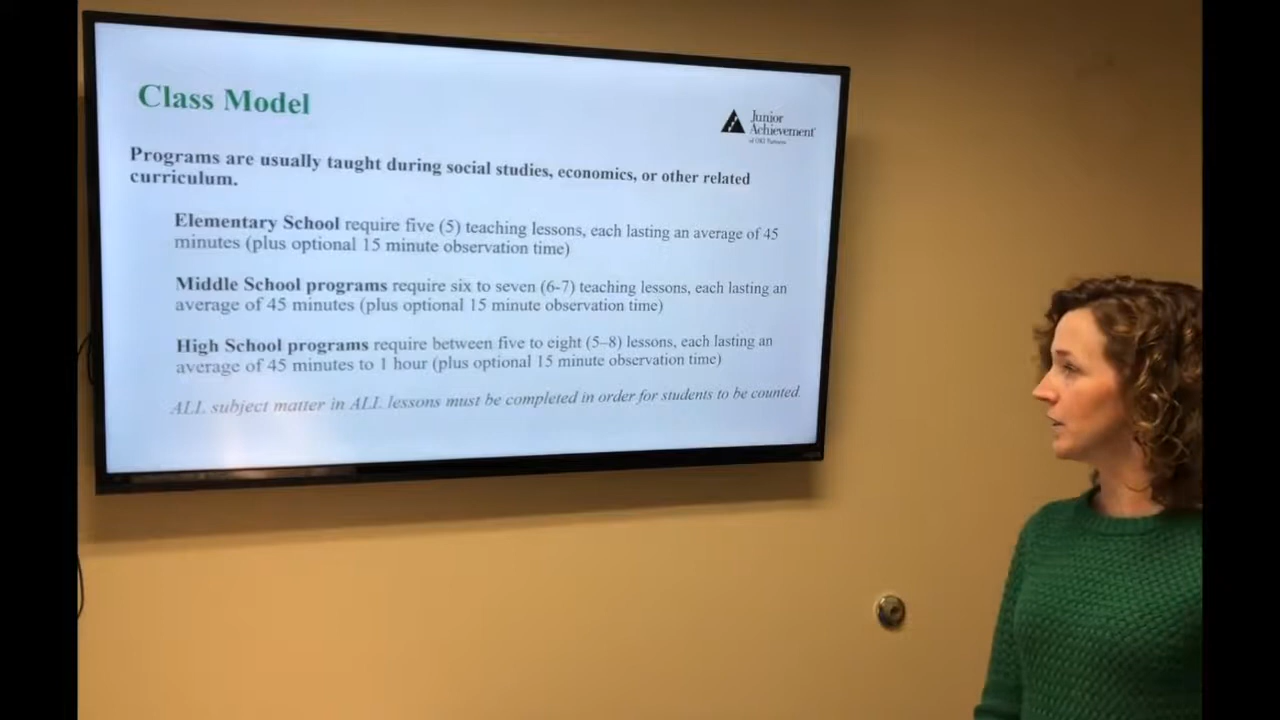 Class Model
Junior
Achievement
of OKI Partners
Programs are usually taught during social studies, economics, or other related
curriculum.
Elementary School require five (5) teaching lessons, each lasting an average of 45
minutes (plus optional 15 minute observation time)
Middle School programs require six to seven (6-7) teaching lessons, each lasting an
average of 45 minutes (plus optional 15 minute observation time)
High School programs require between five to eight (5–8) lessons, each lasting an
average of 45 minutes to 1 hour (plus optional 15 minute observation time)
ALL subject matter in ALL lessons must be completed in order for students to be counted.